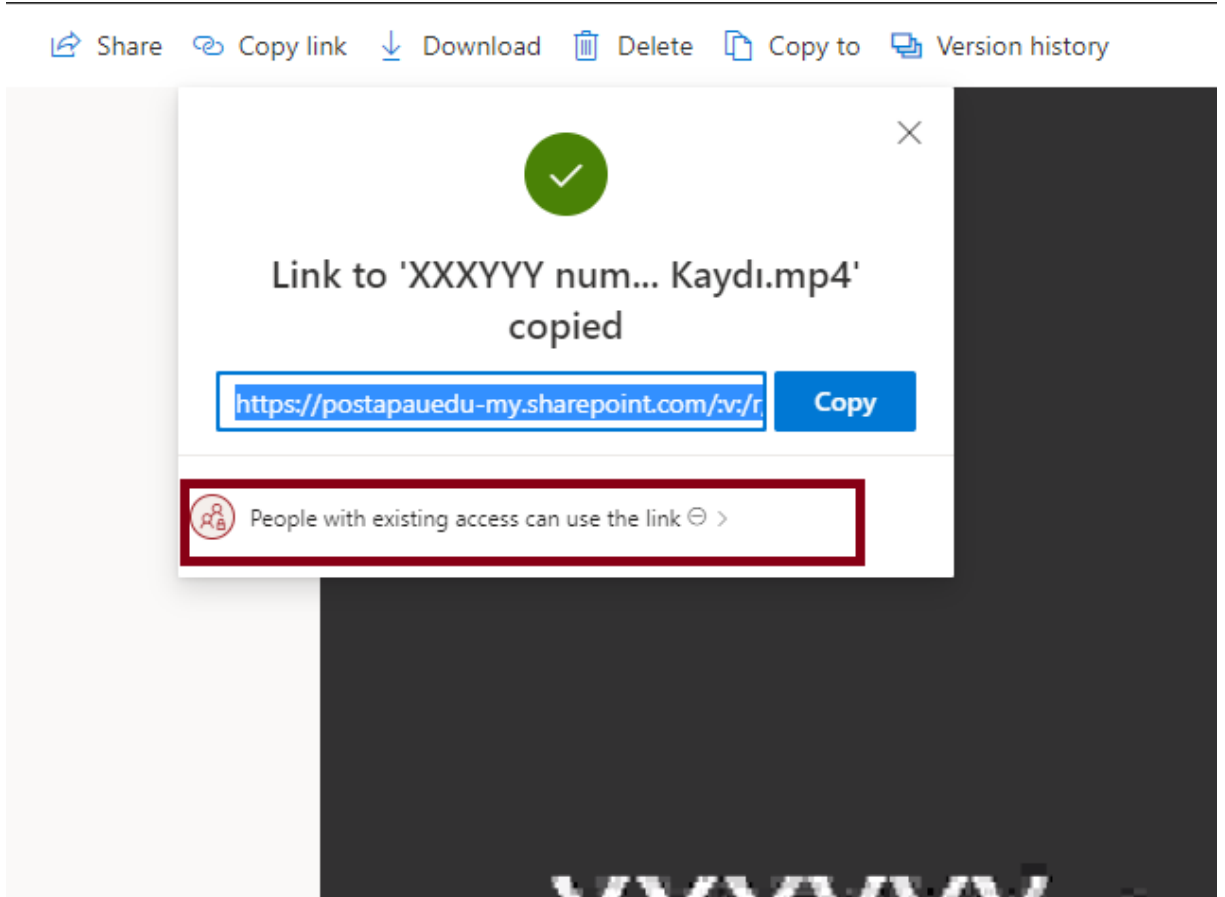 Share Copy link Download Delete Copy to Version history
Link to 'XXXYYY num... Kaydı.mp4'
copied
https://postapauedu-my.sharepoint.com/:v:/r/ Copy
People with existing access can use the link